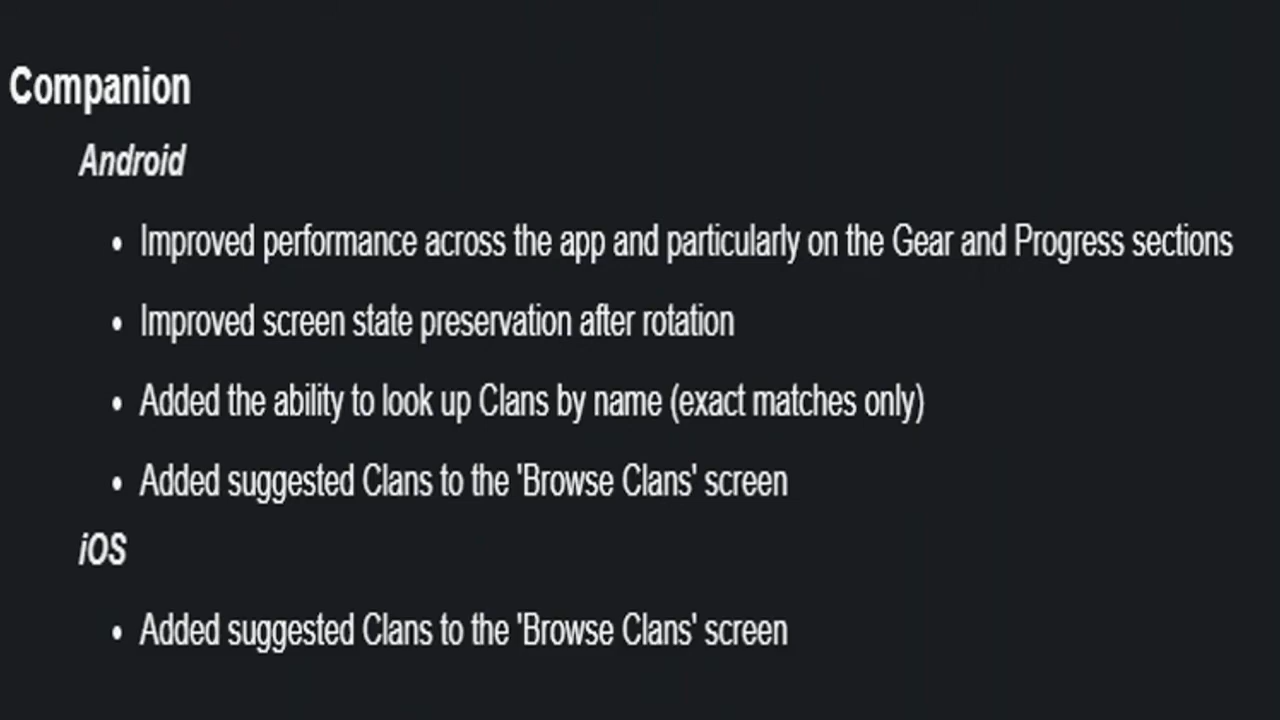 Companion
Android
• Improved performance across the app and particularly on the Gear and Progress sections
• Improved screen state preservation after rotation
• Added the ability to look up Clans by name (exact matches only)
• Added suggested Clans to the 'Browse Clans' screen
iOS
• Added suggested Clans to the 'Browse Clans' screen